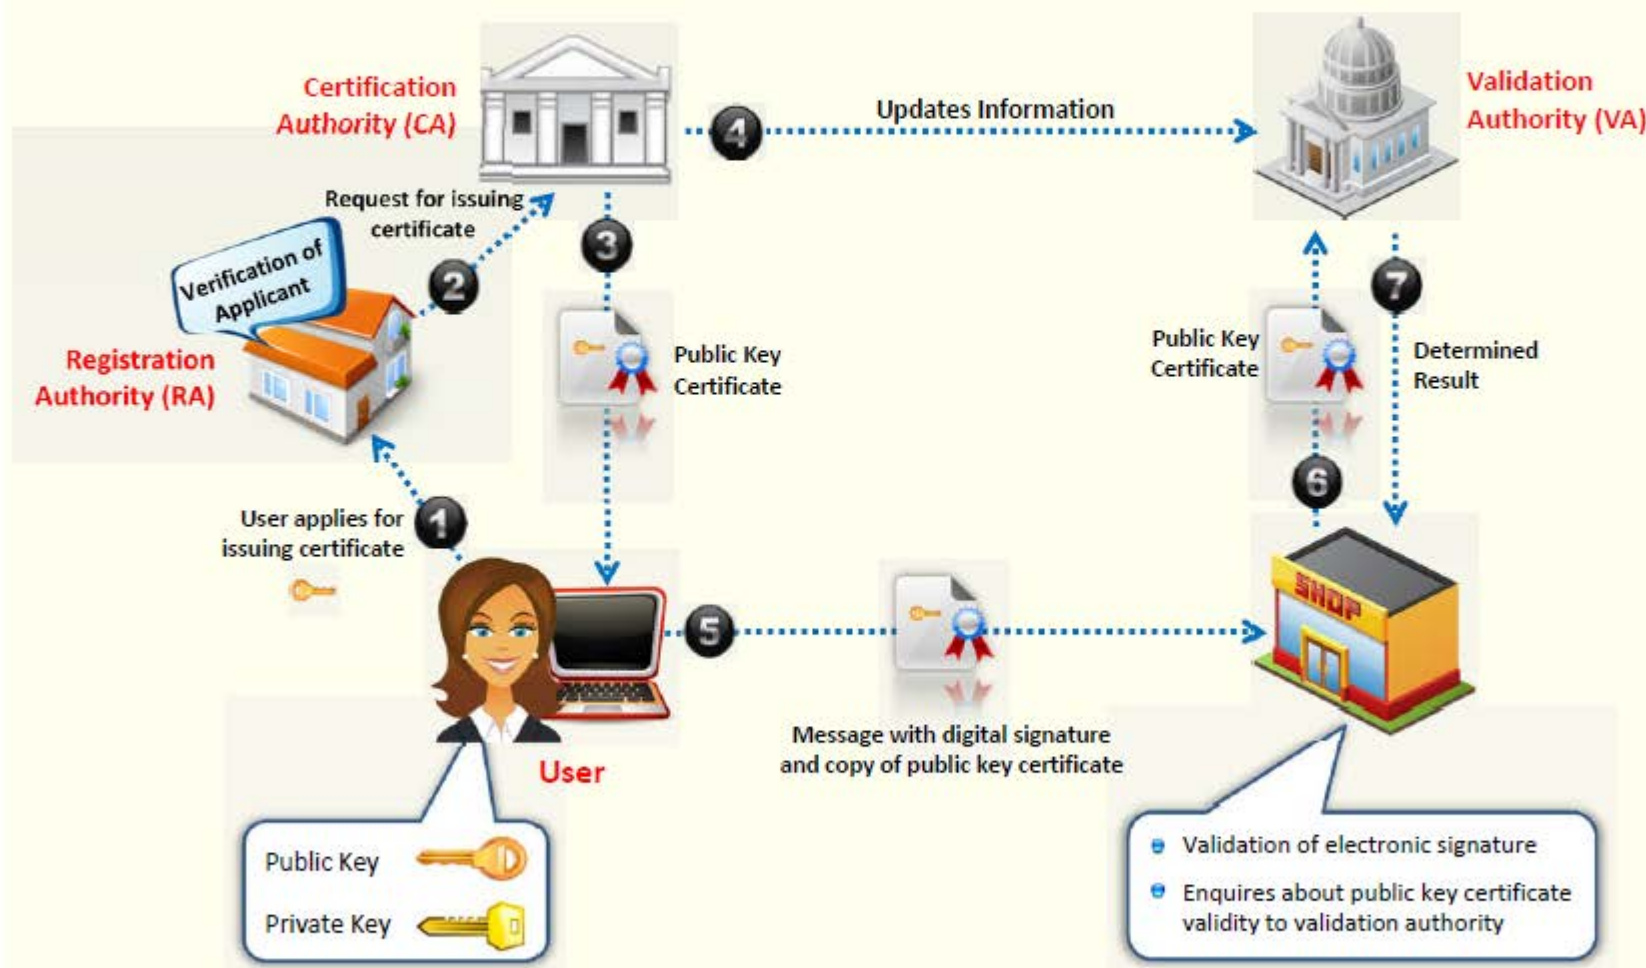 Certification
Authority (CA)
4
Updates Information
Validation
Authority (VA)
Request for issuing
certificate
3
2
Verification of
Applicant
7
Registration
Authority (RA)
Public Key
Certificate
Public Key
Certificate
Determined
Result
6
User applies for
issuing certificate
1
SHOP
5
Message with digital signature
and copy of public key certificate
User
Public Key
Private Key
Validation of electronic signature
Enquires about public key certificate
validity to validation authority